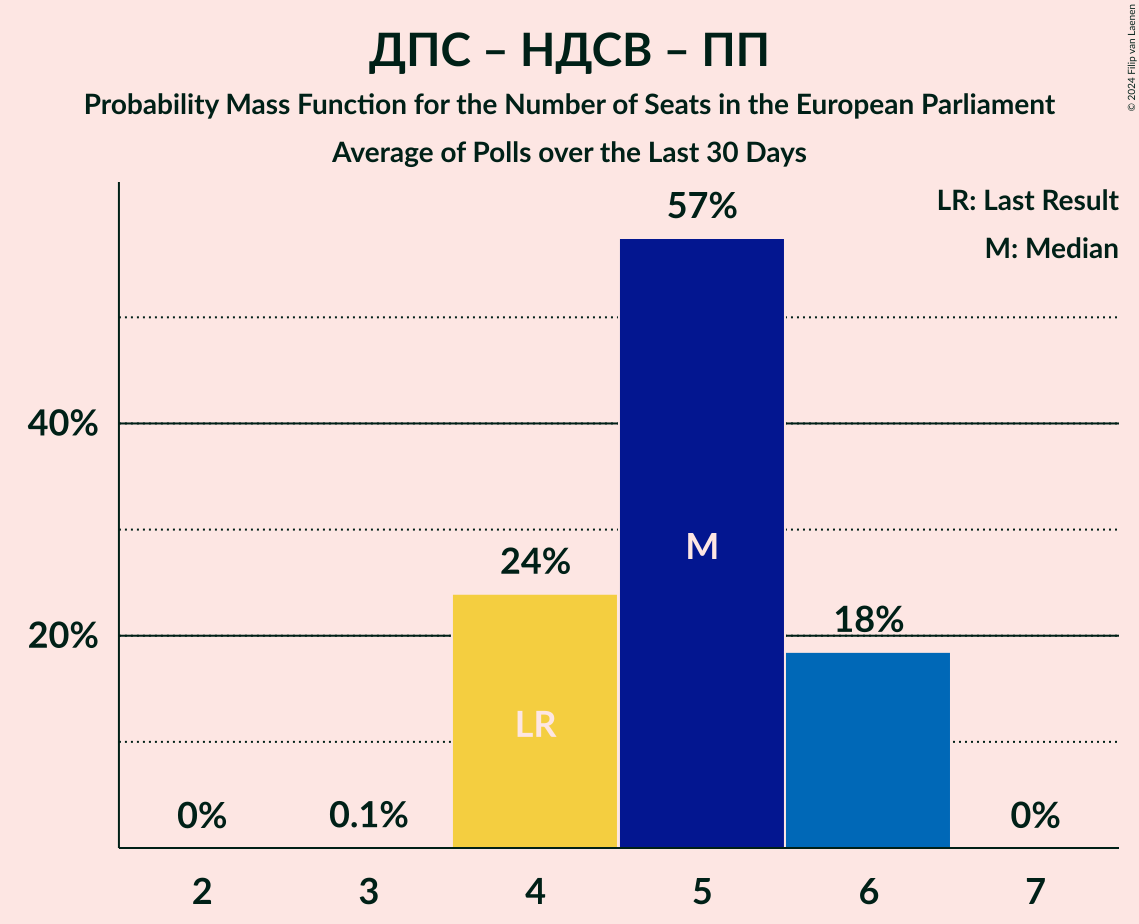 ДПС – НДСВ – ПП
Probability Mass Function for the Number of Seats in the European Parliament
Average of Polls over the Last 30 Days
© 2024 Filip van Laenen
LR: Last Result
M: Median
57%
40%
M
24%
20%
18%
LR
0%
0.1%
0%
2 3 4 5 6 7